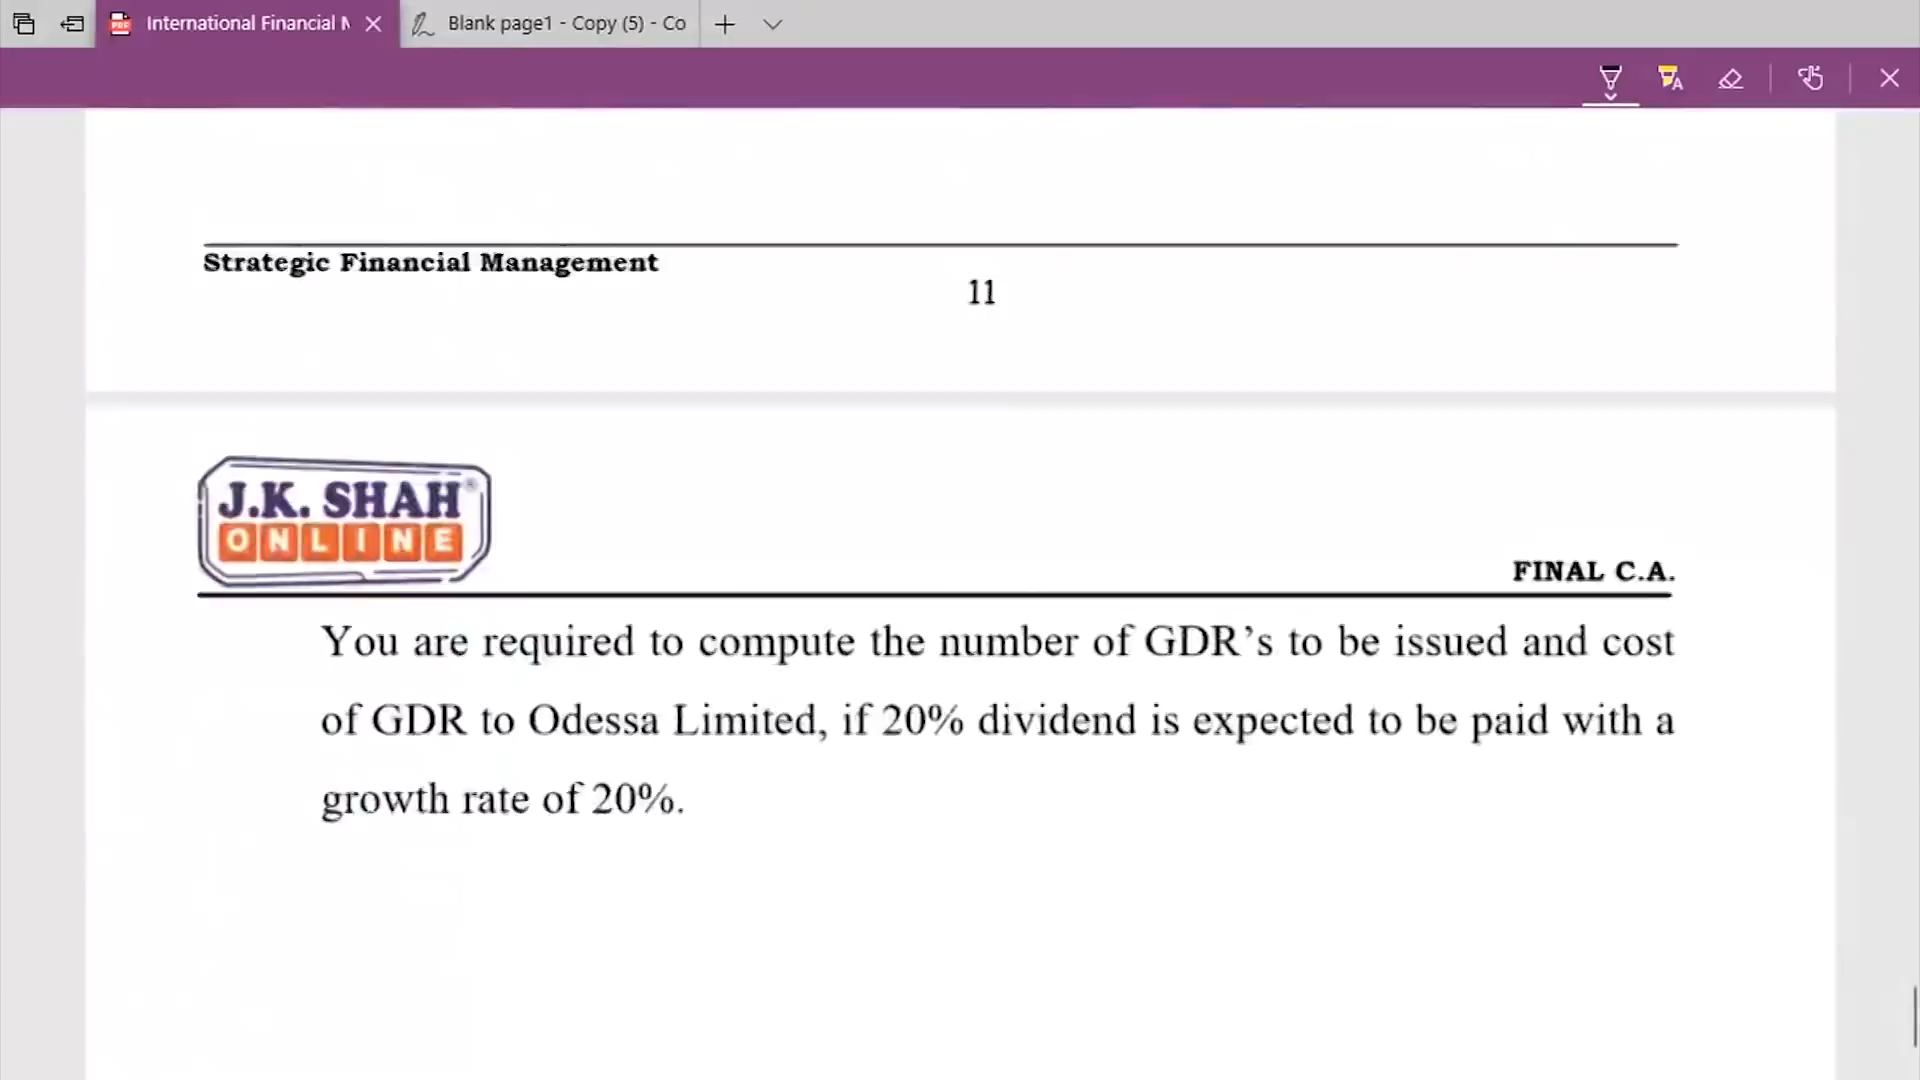 International Financial M
Blank page1 - Copy (5) - Co
Strategic Financial Management
11
J.K. SHAH®
ONLINE
FINAL C.A.
You are required to compute the number of GDR’s to be issued and cost
of GDR to Odessa Limited, if 20% dividend is expected to be paid with a
growth rate of 20%.